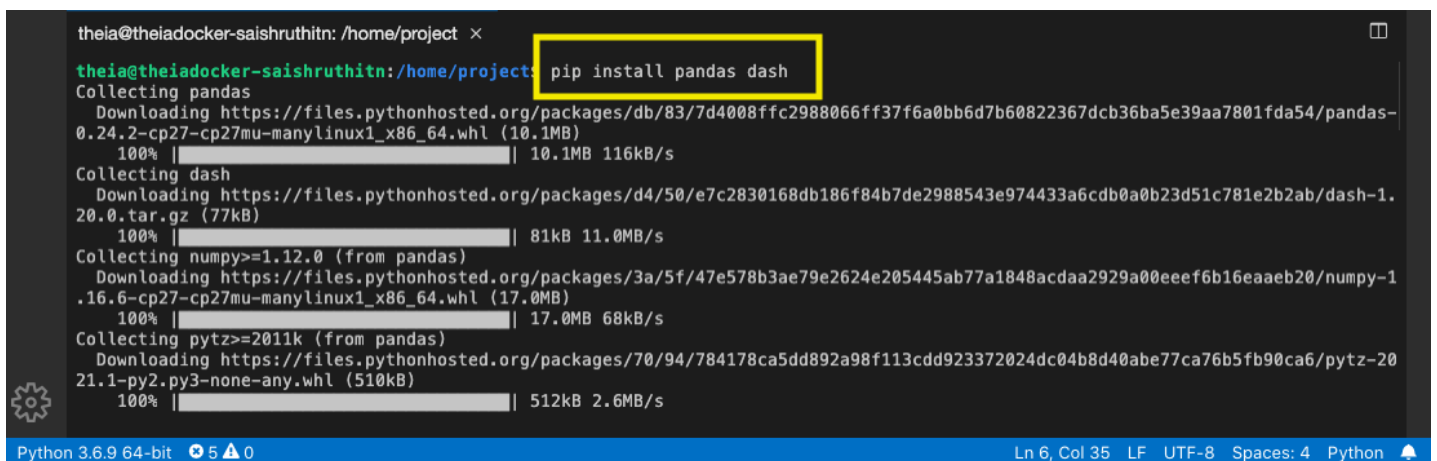 theia@theiadocker-saishruthitn: /home/project ×
theia@theiadocker-saishruthitn:/home/project$ pip install pandas dash
Collecting pandas
  Downloading https://files.pythonhosted.org/packages/db/83/7d4008ffc2988066ff37f6a0bb6d7b60822367dcb36ba5e39aa7801fda54/pandas-
0.24.2-cp27-cp27mu-manylinux1_x86_64.whl (10.1MB)
    100% |████████████████████████████████| 10.1MB 116kB/s
Collecting dash
  Downloading https://files.pythonhosted.org/packages/d4/50/e7c2830168db186f84b7de2988543e974433a6cdb0a0b23d51c781e2b2ab/dash-1.
20.0.tar.gz (77kB)
    100% |████████████████████████████████| 81kB 11.0MB/s
Collecting numpy>=1.12.0 (from pandas)
  Downloading https://files.pythonhosted.org/packages/3a/5f/47e578b3ae79e2624e205445ab77a1848acdaa2929a00eeef6b16eaaeb20/numpy-1
.16.6-cp27-cp27mu-manylinux1_x86_64.whl (17.0MB)
    100% |████████████████████████████████| 17.0MB 68kB/s
Collecting pytz>=2011k (from pandas)
  Downloading https://files.pythonhosted.org/packages/70/94/784178ca5dd892a98f113cdd923372024dc04b8d40abe77ca76b5fb90ca6/pytz-20
21.1-py2.py3-none-any.whl (510kB)
    100% |████████████████████████████████| 512kB 2.6MB/s
Python 3.6.9 64-bit 5 0 Ln 6, Col 35 LF UTF-8 Spaces: 4 Python